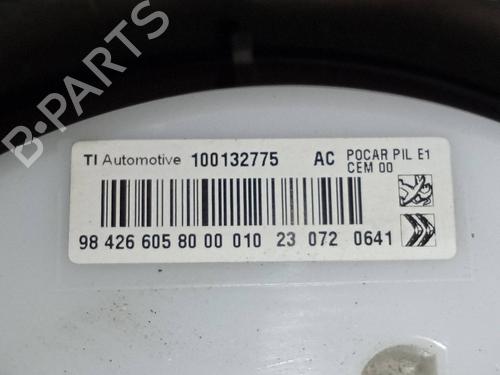 B-PARTS
TI Automotive 100132775 AC POCAR PIL E1
CEM 00
98 426 605 80 00 010 23 072 0641